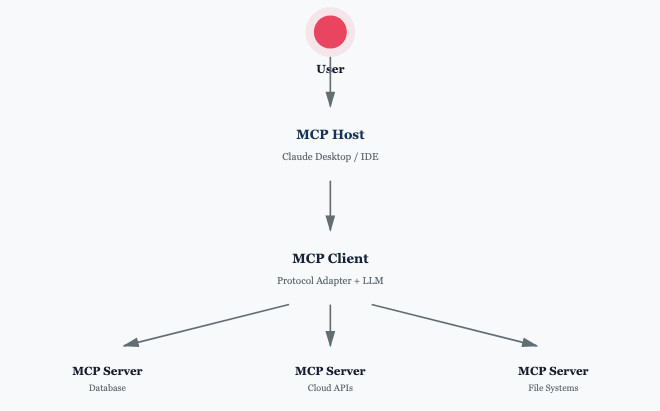 User
MCP Host
Claude Desktop / IDE
MCP Client
Protocol Adapter + LLM
MCP Server MCP Server MCP Server
Database Cloud APIs File Systems